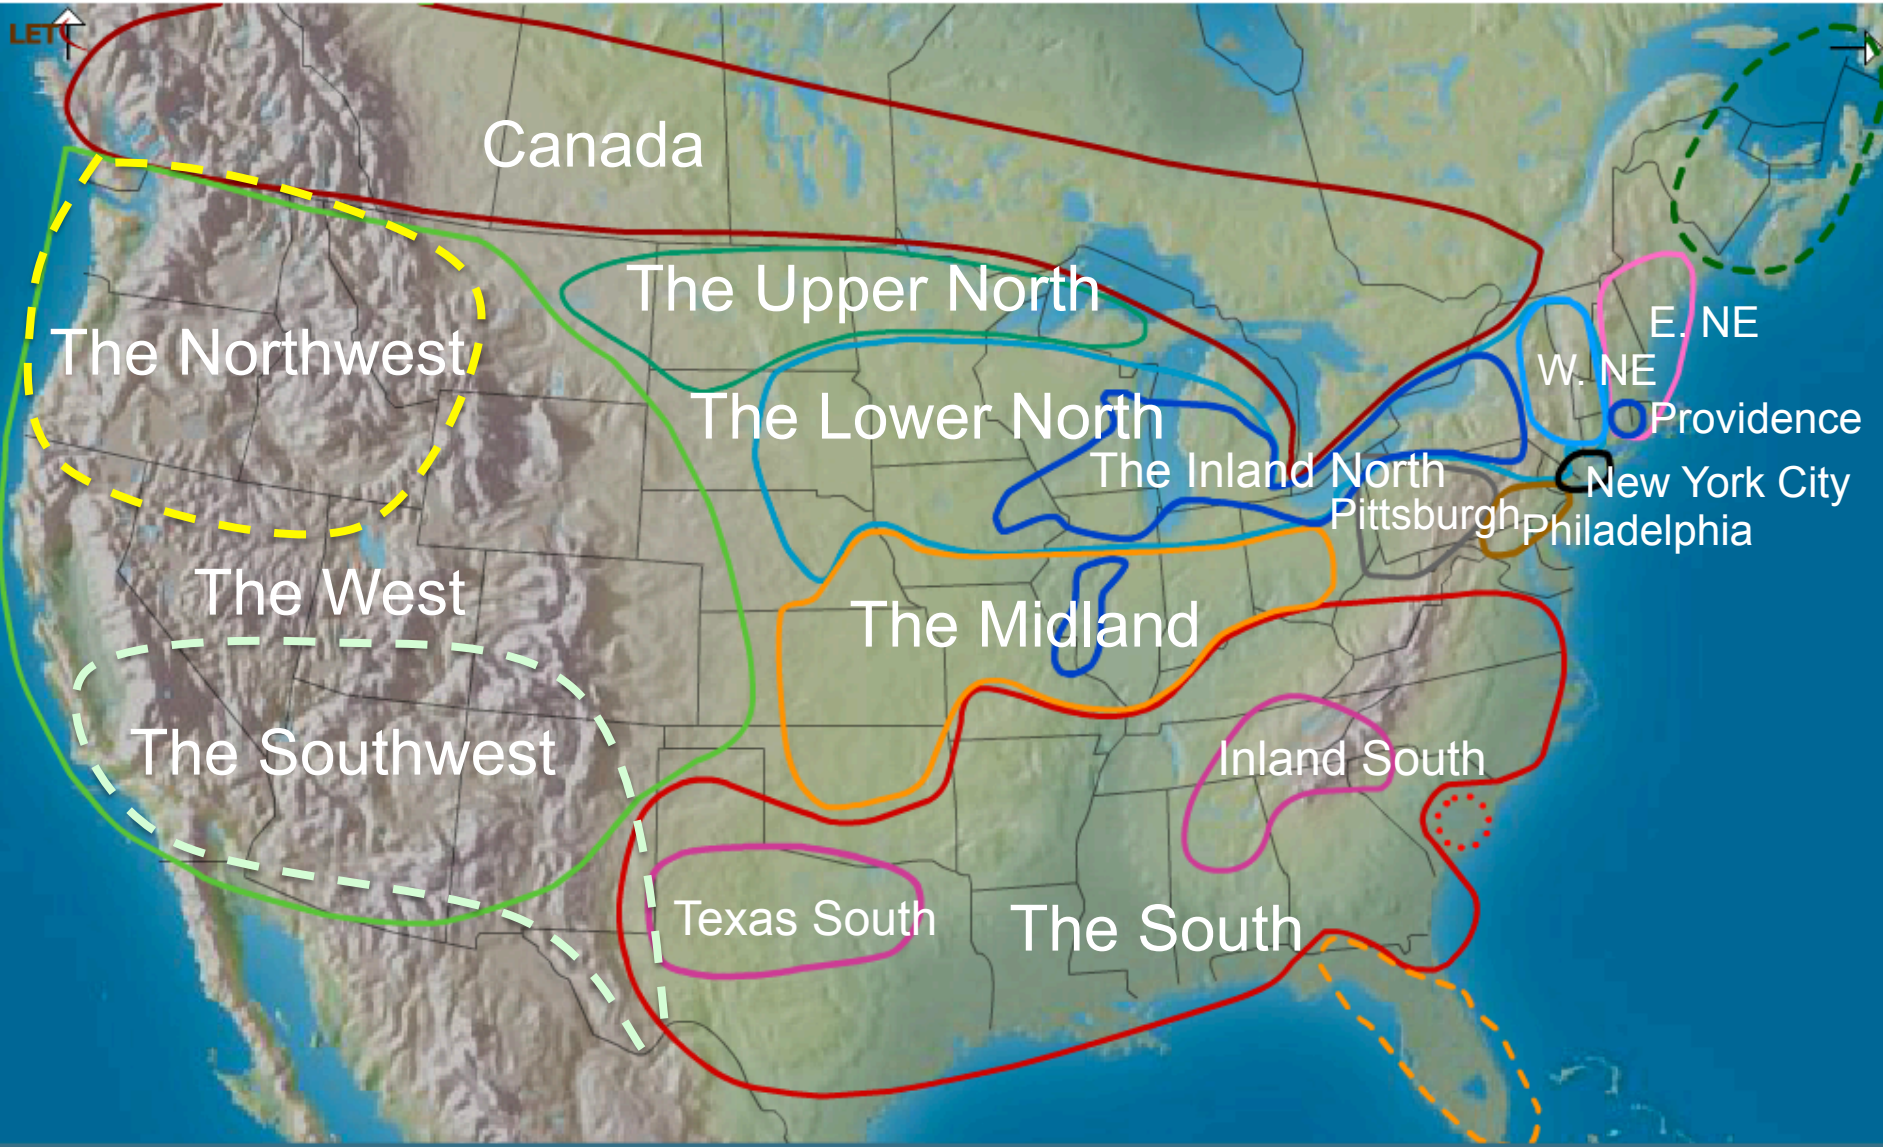 LET
Canada
The Upper North
E. NE
The Northwest
W. NE
The Lower North
Providence
The Inland North
New York City
Pittsburgh
Philadelphia
The West
The Midland
The Southwest
Inland South
Texas South
The South